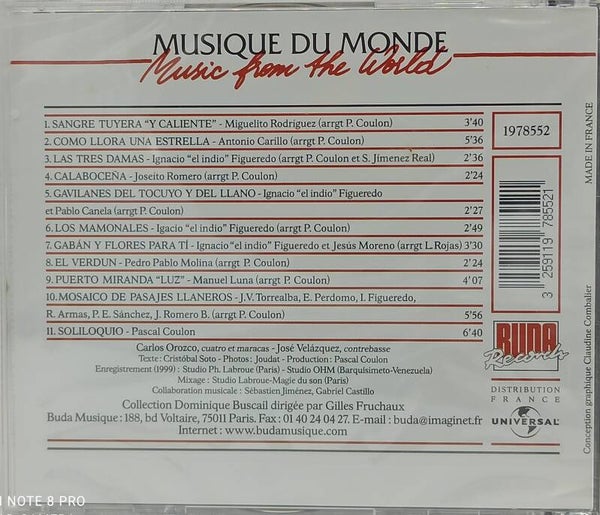 MUSIQUE DU MONDE
Music from the World
1. SANGRE TUYERA "Y CALIENTE" - Miguelito Rodríguez (arrgt P. Coulon) 3'40
2. COMO LLORA UNA ESTRELLA - Antonio Carillo (arrgt P. Coulon) 5'36
3. LAS TRES DAMAS - Ignacio "el indio" Figueredo (arrgt P. Coulon et S. Jímenez Real) 2'36
4. CALABOCEÑA - Joseito Romero (arrgt P. Coulon) 2'24
5. GAVILANES DEL TOCUYO Y DEL LLANO - Ignacio "el indio" Figueredo
et Pablo Canela (arrgt P. Coulon) 2'27
6. LOS MAMONALES - Igacio "el indio" Figueredo (arrgt P. Coulon) 2'49
7. GABÁN Y FLORES PARA TÍ - Ignacio "el indio" Figueredo et Jesús Moreno (arrgt L. Rojas) 3'30
8. EL VERDUN - Pedro Pablo Molina (arrgt P. Coulon) 2'24
9. PUERTO MIRANDA "LUZ" - Manuel Luna (arrgt P. Coulon) 4'07
10. MOSAICO DE PASAJES LLANEROS - J.V. Torrealba, E. Perdomo, I. Figueredo,
R. Armas, P. E. Sánchez, J. Romero B. (arrgt P. Coulon) 5'56
11. SOLILOQUIO - Pascal Coulon 6'40
Carlos Orozco, cuatro et maracas - José Velázquez, contrebasse
Texte : Cristóbal Soto - Photos : Joudat - Production : Pascal Coulon
Enregistrement (1999) : Studio Ph. Labroue (Paris) - Studio OHM (Barquísimeto-Venezuela)
Mixage : Studio Labroue-Magie du son (Paris)
Collaboration musicale : Sébastien Jiménez, Gabriel Castillo
Collection Dominique Buscail dirigée par Gilles Fruchaux
Buda Musique : 188, bd Voltaire, 75011 Paris. Fax : 01 40 24 04 27. E-mail : buda@imaginet.fr
Internet : www.budamusique.com
1978552
3 259119 785521
BUDA
Records
DISTRIBUTION
FRANCE
UNIVERSAL
MADE IN FRANCE
Conception graphique Claudine Combalier
NOTE 8 PRO